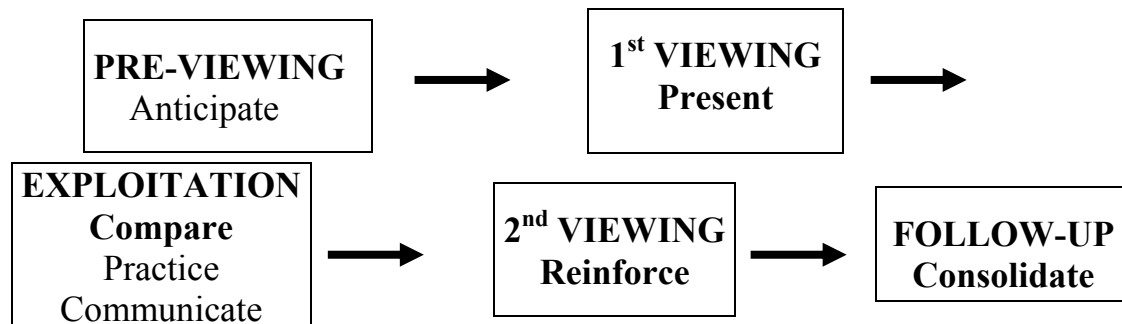 PRE-VIEWING
Anticipate
1st VIEWING
Present
EXPLOITATION
Compare
Practice
Communicate
2nd VIEWING
Reinforce
FOLLOW-UP
Consolidate